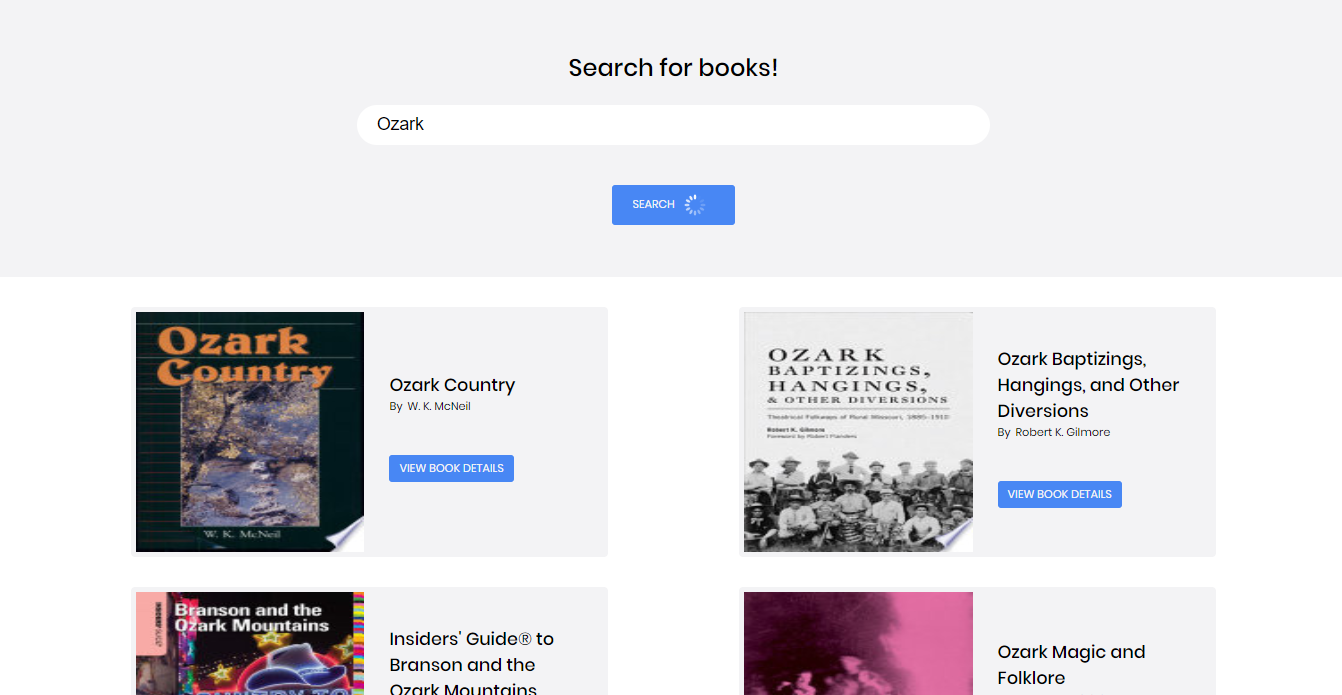 Search for books!
Ozark
SEARCH
Ozark
Country
W. K. McNeil
Ozark Country
By W. K. McNeil
VIEW BOOK DETAILS
OZARK
BAPTIZINGS,
HANGINGS,
& OTHER DIVERSIONS
Theatrical Folkways of Rural Missouri, 1885-1910
Robert K. Gilmore
Foreword by Robert Flanders
Ozark Baptizings,
Hangings, and Other
Diversions
By Robert K. Gilmore
VIEW BOOK DETAILS
Branson and the
Ozark Mountains
Insiders' Guide® to
Branson and the
Ozark Mountains
Ozark Magic and
Folklore